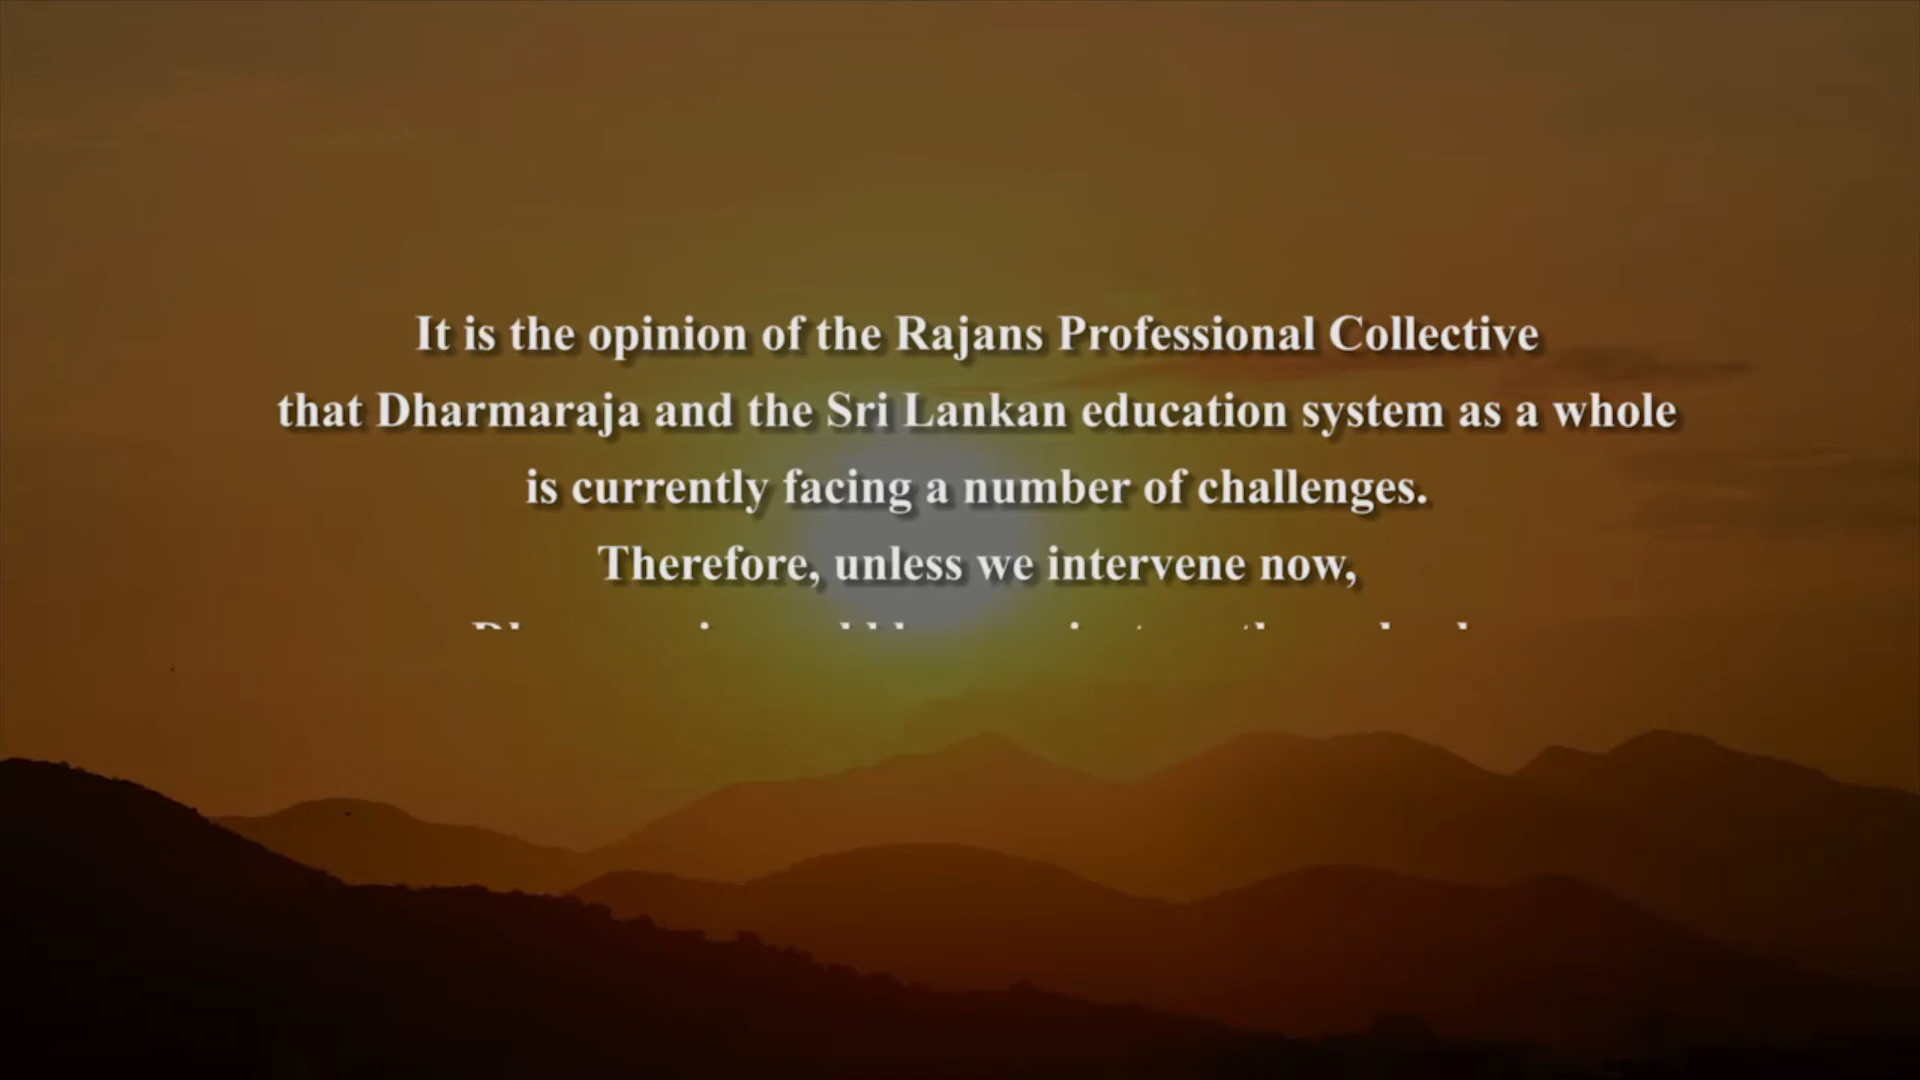 It is the opinion of the Rajans Professional Collective
that Dharmaraja and the Sri Lankan education system as a whole
is currently facing a number of challenges.
Therefore, unless we intervene now,